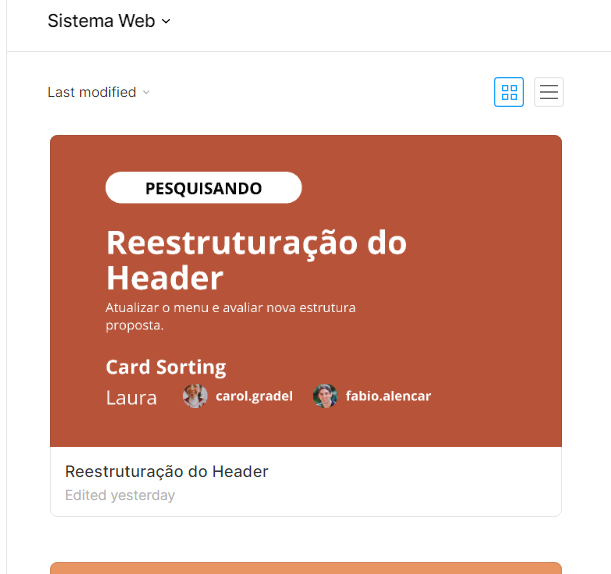 Sistema Web
Last modified
PESQUISANDO
Reestruturação do
Header
Atualizar o menu e avaliar nova estrutura
proposta.
Card Sorting
Laura carol.gradel fabio.alencar
Reestruturação do Header
Edited yesterday